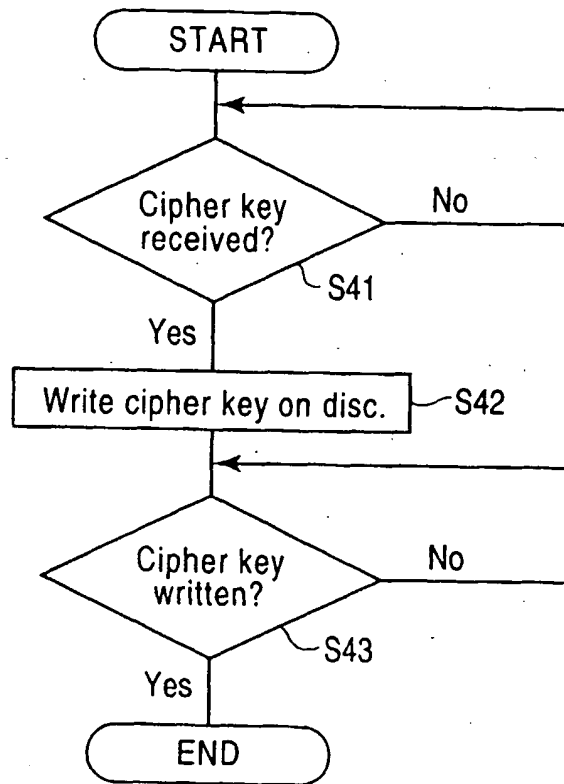 START
Cipher key
received?
No
S41
Yes
Write cipher key on disc.
S42
Cipher key
written?
No
S43
Yes
END